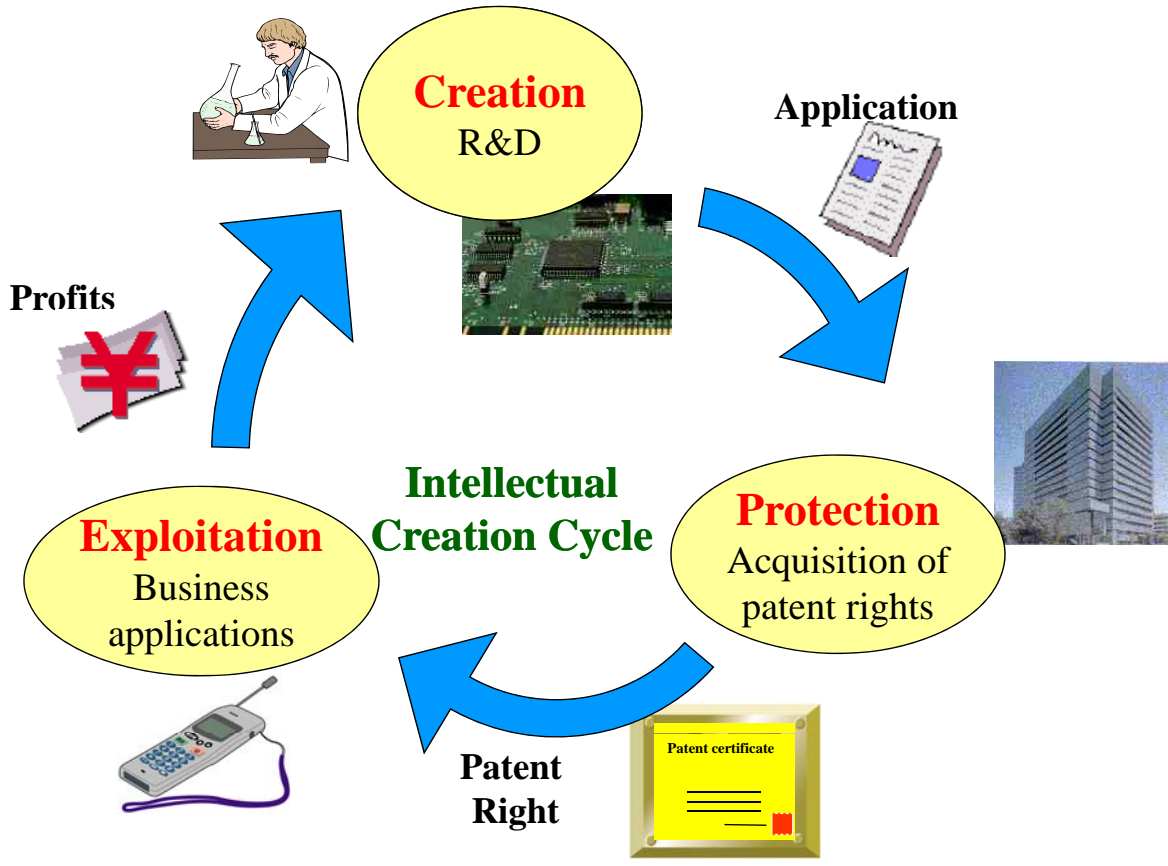 Creation
R&D
Application
Profits
¥
Intellectual
Creation Cycle
Protection
Acquisition of
patent rights
Exploitation
Business
applications
Patent
Right
Patent certificate